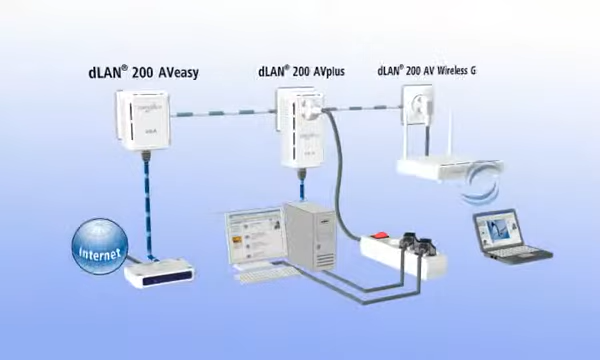 dLAN® 200 AVeasy
dLAN® 200 AVplus
dLAN® 200 AV Wireless G
Internet